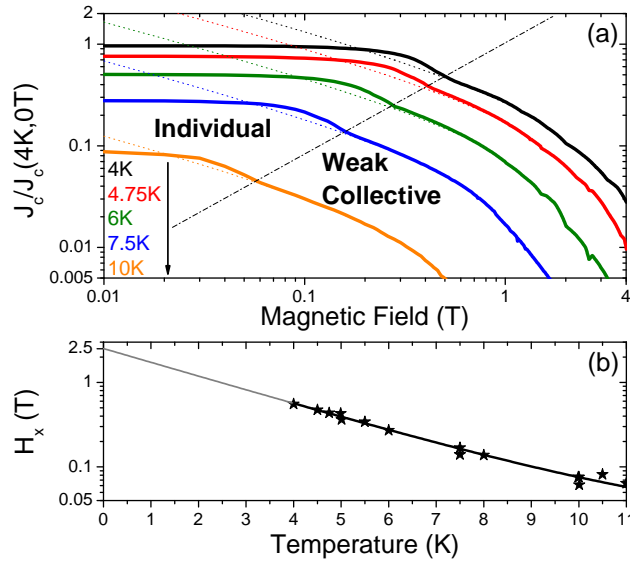 (a)
2
1
0.1
0.01
0.005
J_c/J_c(4K,0T)
Individual
Weak
Collective
4K
4.75K
6K
7.5K
10K
0.01 0.1 1 4
Magnetic Field (T)
(b)
2.5
1
0.1
0.05
H_x (T)
0 1 2 3 4 5 6 7 8 9 10 11
Temperature (K)